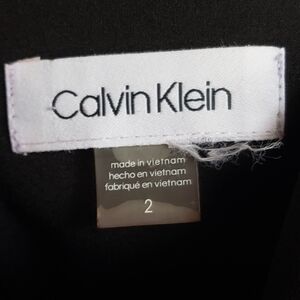 Calvin Klein
made in vietnam
hecho en vietnam
fabriqué en vietnam
2